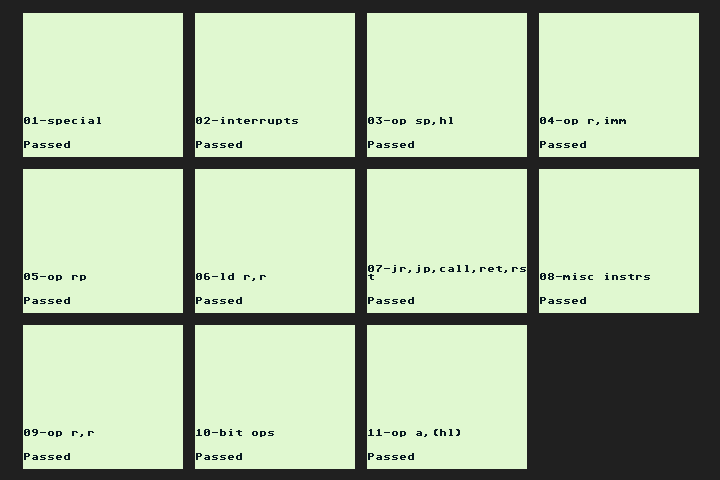 01-special
Passed
02-interrupts
Passed
03-op sp,hl
Passed
04-op r,imm
Passed
05-op rp
Passed
06-ld r,r
Passed
07-jr,jp,call,ret,rs
t
Passed
08-misc instrs
Passed
09-op r,r
Passed
10-bit ops
Passed
11-op a,(hl)
Passed